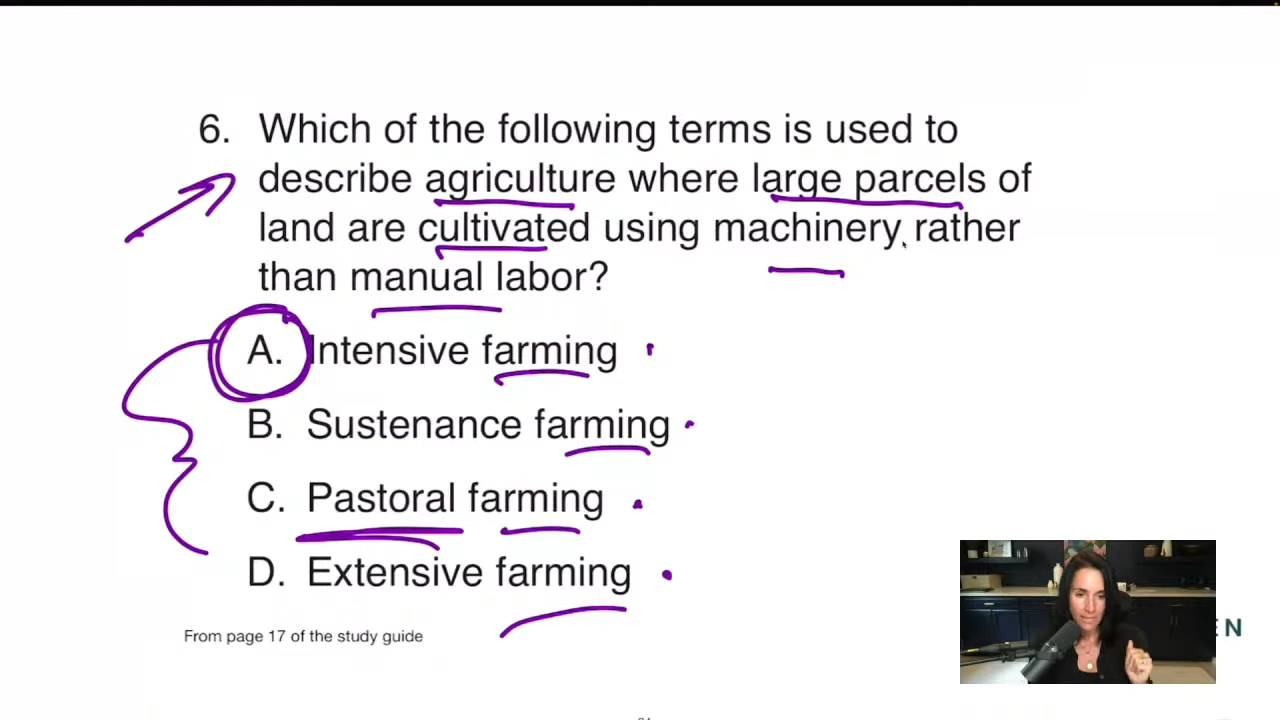 6. Which of the following terms is used to
describe agriculture where large parcels of
land are cultivated using machinery rather
than manual labor?
A. Intensive farming
B. Sustenance farming
C. Pastoral farming
D. Extensive farming
From page 17 of the study guide
EN